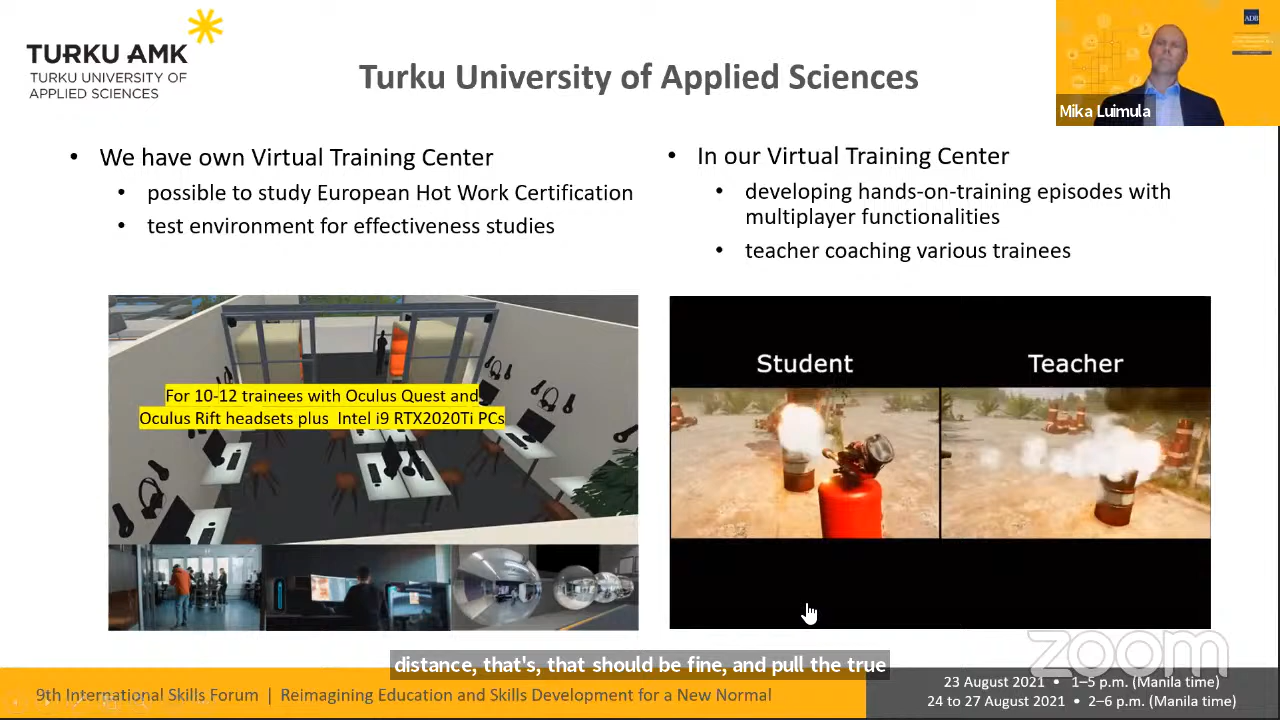 TURKU AMK
TURKU UNIVERSITY OF
APPLIED SCIENCES
Turku University of Applied Sciences
ADB
Mika Luimula
• We have own Virtual Training Center
• possible to study European Hot Work Certification
• test environment for effectiveness studies
• In our Virtual Training Center
• developing hands-on-training episodes with
multiplayer functionalities
• teacher coaching various trainees
For 10-12 trainees with Oculus Quest and
Oculus Rift headsets plus Intel i9 RTX2020Ti PCs
Student
Teacher
zoom
distance, that's, that should be fine, and pull the true
9th International Skills Forum | Reimagining Education and Skills Development for a New Normal
23 August 2021 • 1–5 p.m. (Manila time)
24 to 27 August 2021 • 2–6 p.m. (Manila time)